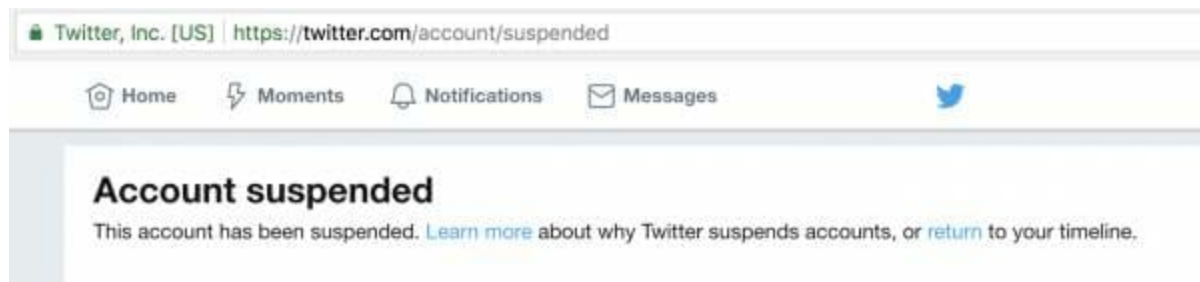 Twitter, Inc. [US] https://twitter.com/account/suspended
Home Moments Notifications Messages
Account suspended
This account has been suspended. Learn more about why Twitter suspends accounts, or return to your timeline.